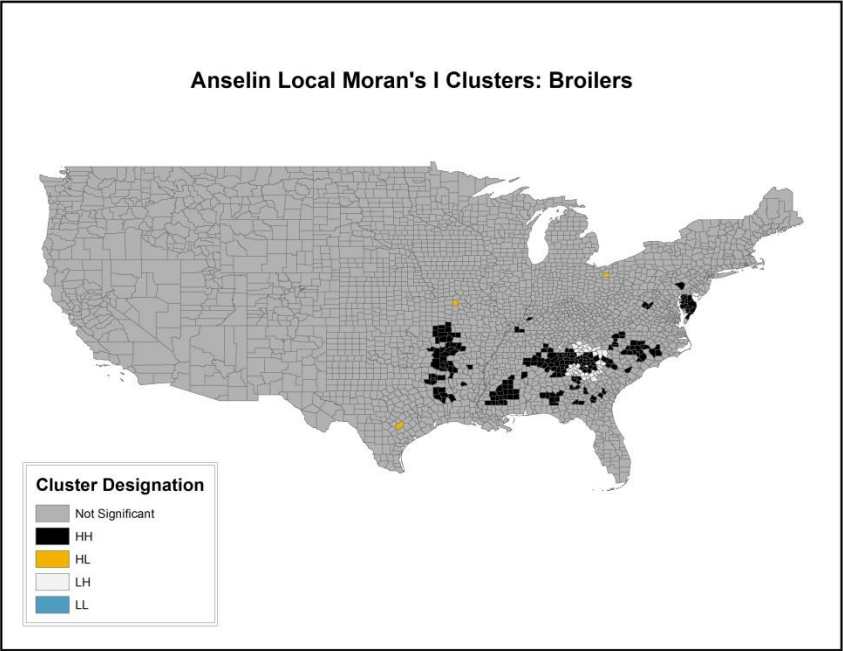 Anselin Local Moran's I Clusters: Broilers
Cluster Designation
Not Significant
HH
HL
LH
LL